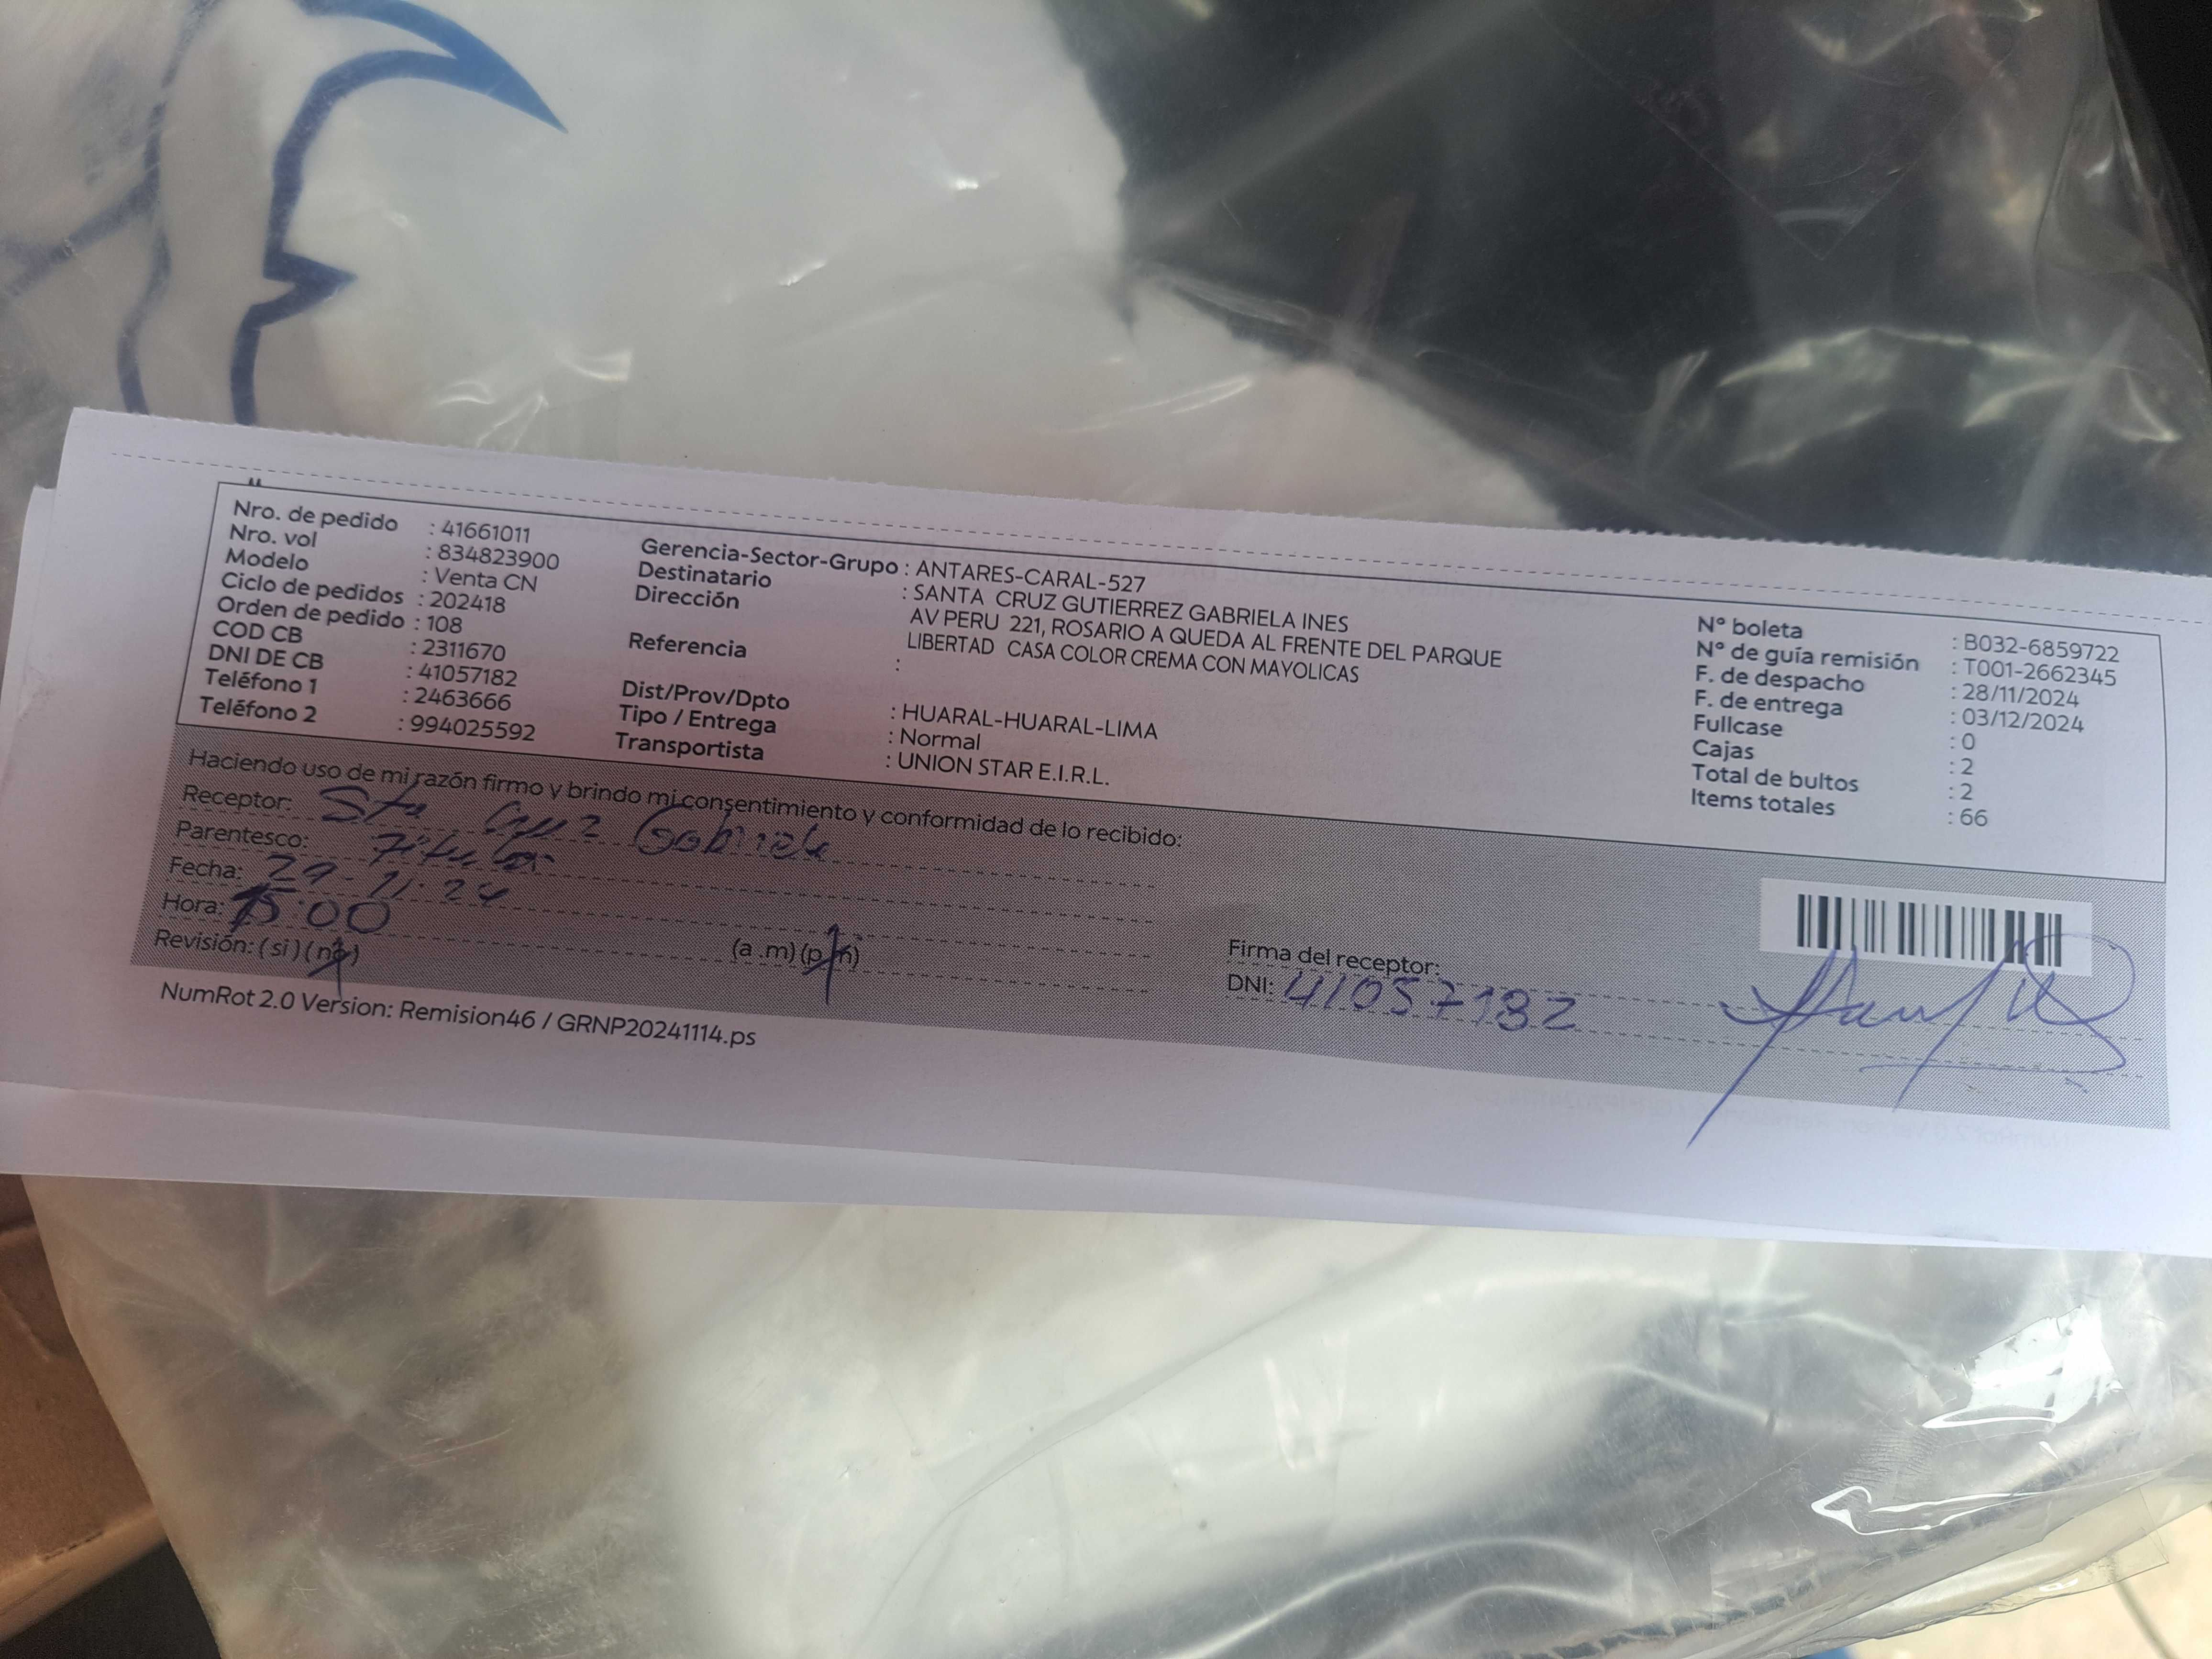 Nro. de pedido : 41661011
Nro. vol : 834823900
Modelo : Venta CN
Ciclo de pedidos : 202418
Orden de pedido : 108
COD CB : 2311670
DNI DE CB : 41057182
Teléfono 1 : 2463666
Teléfono 2 : 994025592
Gerencia-Sector-Grupo : ANTARES-CARAL-527
Destinatario : SANTA CRUZ GUTIERREZ GABRIELA INES
Dirección AV PERU 221, ROSARIO A QUEDA AL FRENTE DEL PARQUE
LIBERTAD CASA COLOR CREMA CON MAYOLICAS
Referencia :
Dist/Prov/Dpto : HUARAL-HUARAL-LIMA
Tipo / Entrega : Normal
Transportista : UNION STAR E.I.R.L.
N° boleta : B032-6859722
N° de guía remisión : T001-2662345
F. de despacho : 28/11/2024
F. de entrega : 03/12/2024
Fullcase : 0
Cajas : 2
Total de bultos : 2
Items totales : 66
Haciendo uso de mi razón firmo y brindo mi consentimiento y conformidad de lo recibido:
Receptor: Sta Cruz Gabriela
Parentesco: Titular
Fecha: 29-11-24
Hora: 15:00 (a.m) (p.m)
Revisión: (si) (no)
Firma del receptor:
DNI: 41057182
NumRot 2.0 Version: Remision46 / GRNP20241114.ps